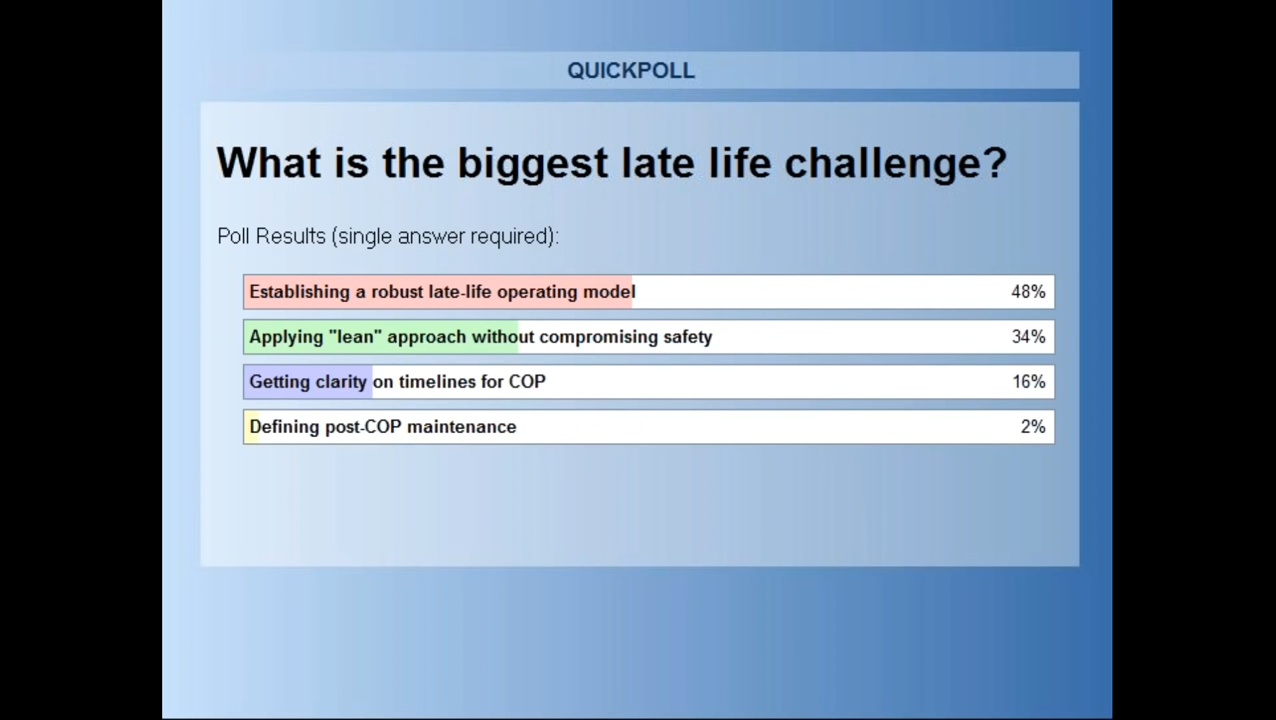 QUICKPOLL
What is the biggest late life challenge?
Poll Results (single answer required):
Establishing a robust late-life operating model 48%
Applying "lean" approach without compromising safety 34%
Getting clarity on timelines for COP 16%
Defining post-COP maintenance 2%